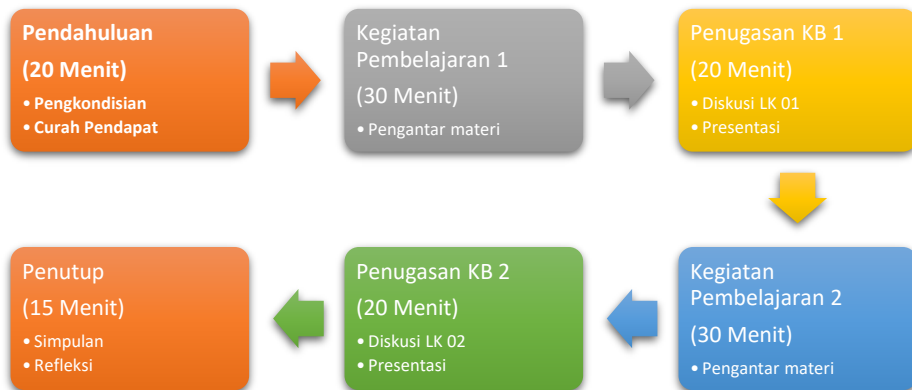 Pendahuluan
(20 Menit)
• Pengkondisian
• Curah Pendapat
Kegiatan
Pembelajaran 1
(30 Menit)
• Pengantar materi
Penugasan KB 1
(20 Menit)
• Diskusi LK 01
• Presentasi
Kegiatan
Pembelajaran 2
(30 Menit)
• Pengantar materi
Penugasan KB 2
(20 Menit)
• Diskusi LK 02
• Presentasi
Penutup
(15 Menit)
• Simpulan
• Refleksi